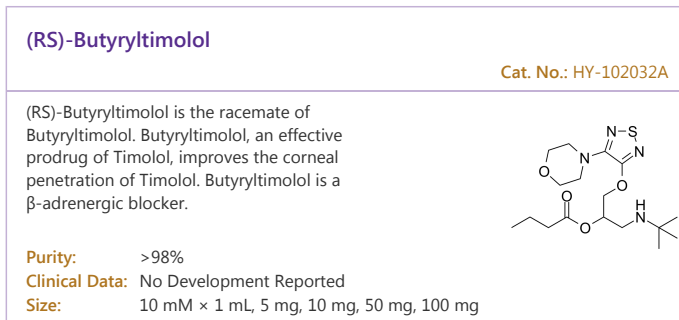 (RS)-Butyryltimolol
Cat. No.: HY-102032A
(RS)-Butyryltimolol is the racemate of
Butyryltimolol. Butyryltimolol, an effective
prodrug of Timolol, improves the corneal
penetration of Timolol. Butyryltimolol is a
β-adrenergic blocker.
N S
N
N
O
O
O
O
H
N
Purity: >98%
Clinical Data: No Development Reported
Size: 10 mM × 1 mL, 5 mg, 10 mg, 50 mg, 100 mg